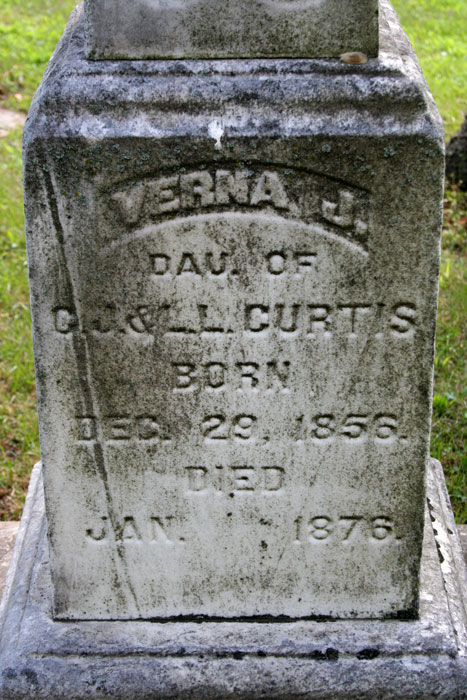 VERNA J.
DAU. OF
C. J. & L. L. CURTIS
BORN
DEC. 29, 1856.
DIED
JAN. 1876.